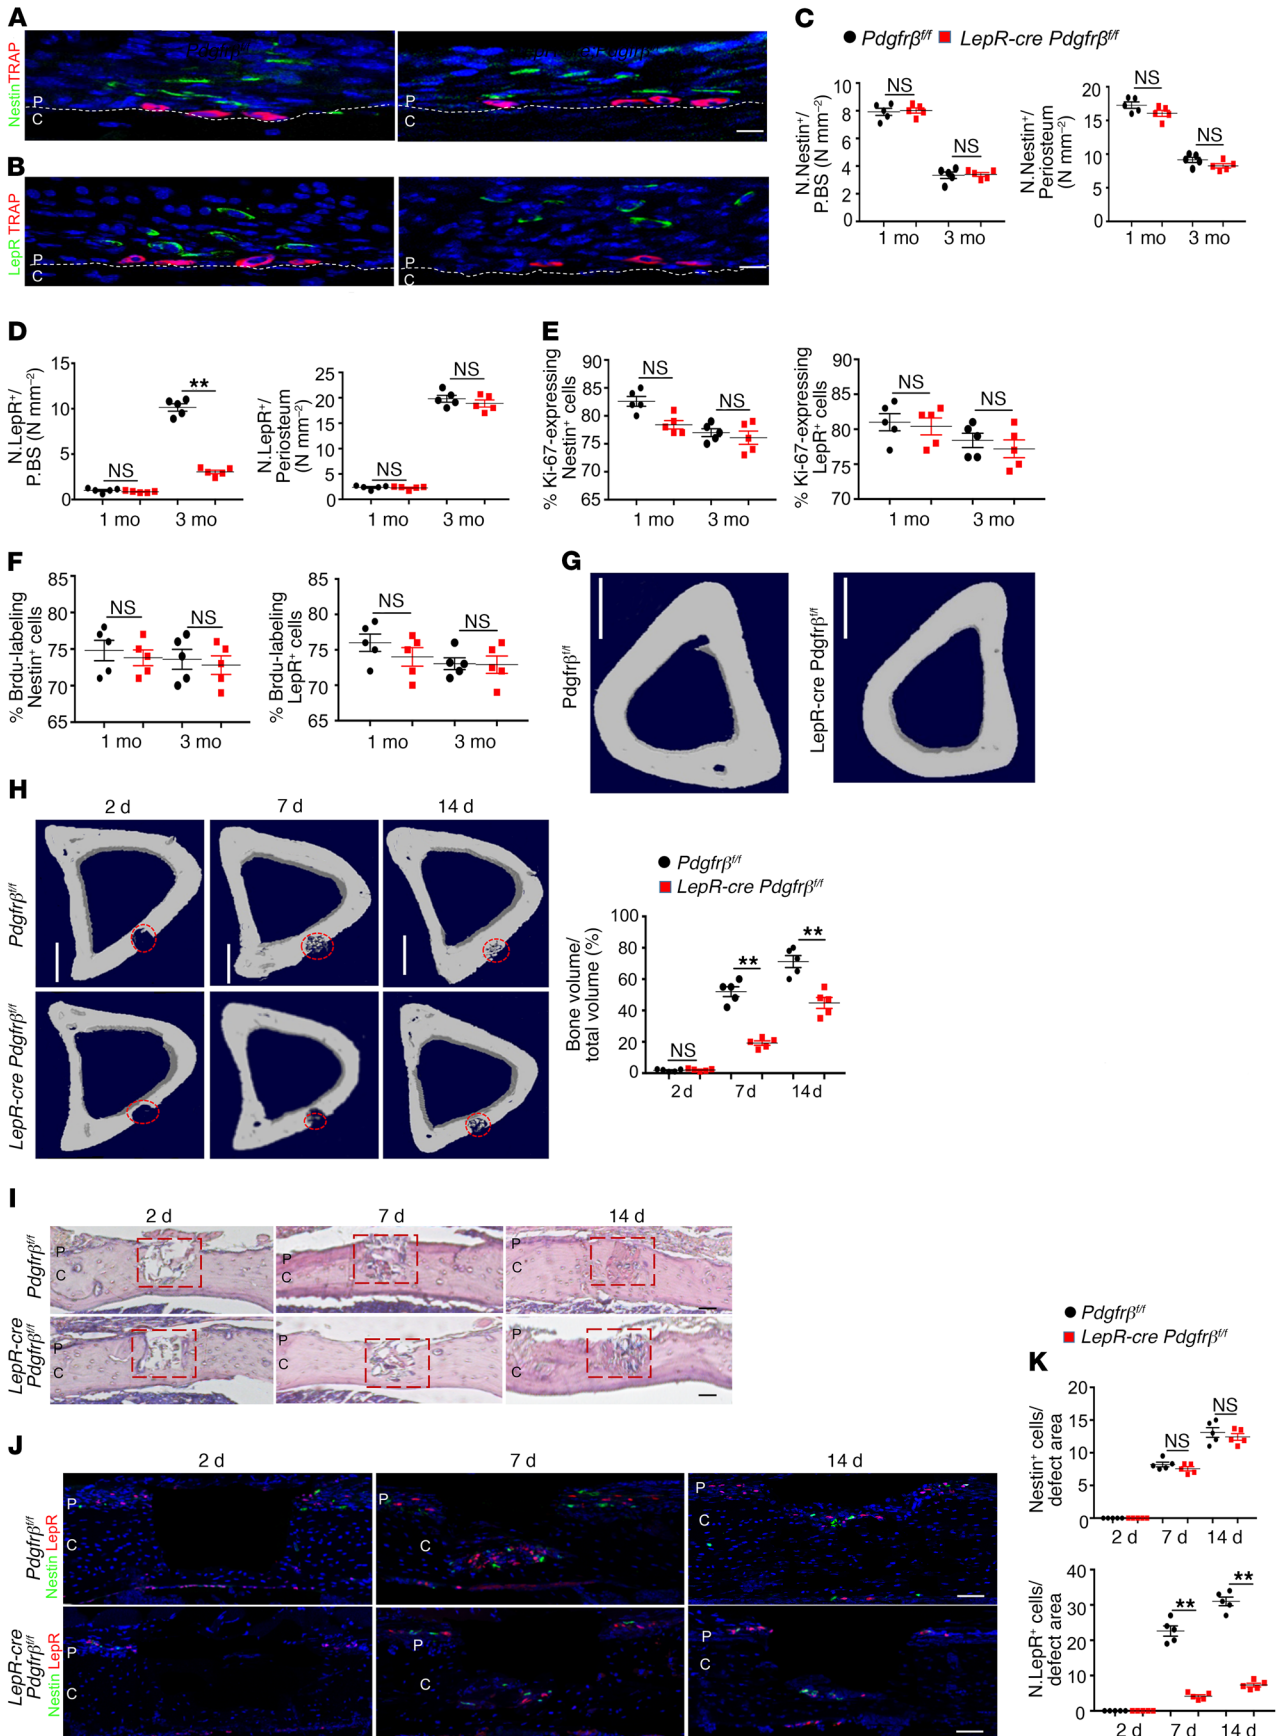 A
Nestin TRAP
P
C
P
C
B
LepR TRAP
P
C
P
C
C
Pdgfrβf/f LepR-cre Pdgfrβf/f
N.Nestin+/
P.BS (N mm−2)
10
8
6
4
2
0
NS
NS
1 mo 3 mo
N.Nestin+/
Periosteum
(N mm−2)
20
15
10
5
0
NS
NS
1 mo 3 mo
D
N.LepR+/
P.BS (N mm−2)
15
10
5
0
NS
**
1 mo 3 mo
N.LepR+/
Periosteum
(N mm−2)
25
20
15
10
5
0
NS
NS
1 mo 3 mo
E
% Ki-67-expressing
Nestin+ cells
90
85
80
75
70
65
NS
NS
1 mo 3 mo
% Ki-67-expressing
LepR+ cells
90
85
80
75
70
NS
NS
1 mo 3 mo
F
% Brdu-labeling
Nestin+ cells
85
80
75
70
65
NS
NS
1 mo 3 mo
% Brdu-labeling
LepR+ cells
85
80
75
70
65
NS
NS
1 mo 3 mo
G
Pdgfrβf/f
LepR-cre Pdgfrβf/f
H
2 d 7 d 14 d
Pdgfrβf/f
LepR-cre Pdgfrβf/f
Pdgfrβf/f
LepR-cre Pdgfrβf/f
Bone volume/
total volume (%)
100
80
60
40
20
0
NS
**
**
2 d 7 d 14 d
I
2 d 7 d 14 d
Pdgfrβf/f
P
C
P
C
P
C
LepR-cre
Pdgfrβf/f
P
C
P
C
P
C
J
2 d 7 d 14 d
Pdgfrβf/f
Nestin LepR
P
C
P
C
P
C
LepR-cre
Pdgfrβf/f
Nestin LepR
P
C
P
C
P
C
Pdgfrβf/f
LepR-cre Pdgfrβf/f
K
Nestin+ cells/
defect area
20
15
10
5
0
NS
NS
2 d 7 d 14 d
N.LepR+ cells/
defect area
40
30
20
10
0
**
**
2 d 7 d 14 d